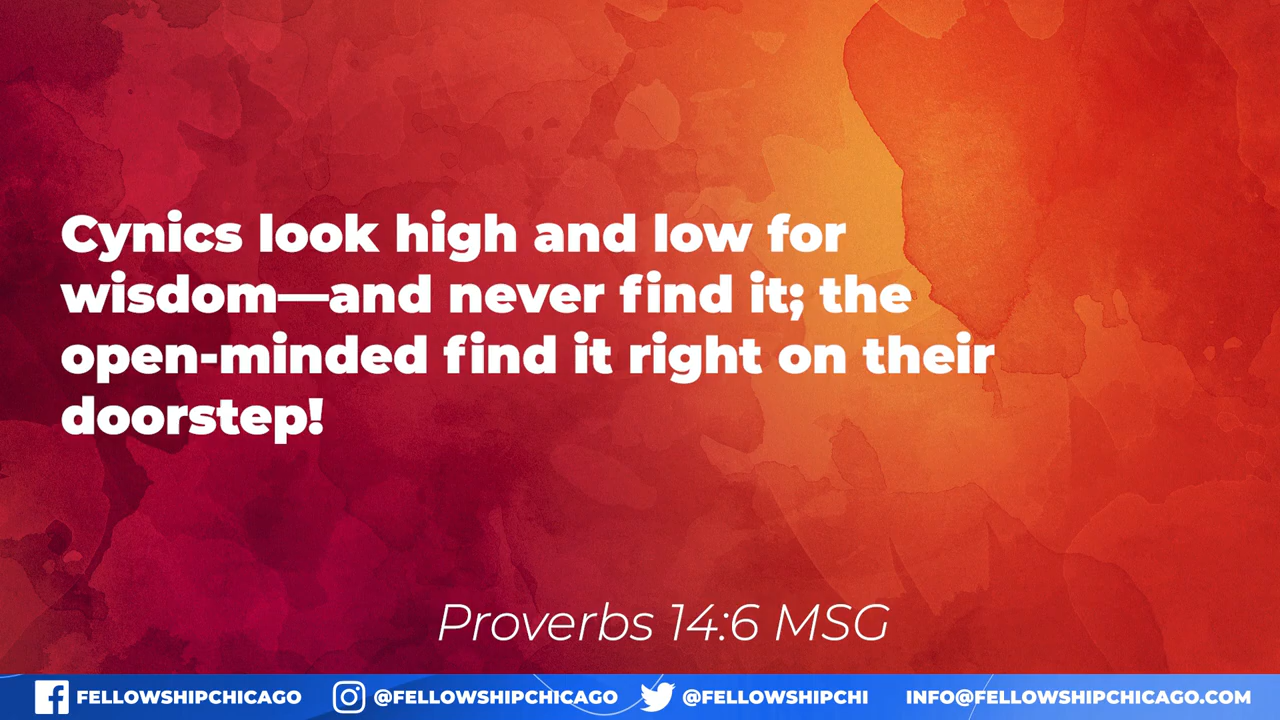 Cynics look high and low for
wisdom—and never find it; the
open-minded find it right on their
doorstep!
Proverbs 14:6 MSG
FELLOWSHIPCHICAGO @FELLOWSHIPCHICAGO @FELLOWSHIPCHI INFO@FELLOWSHIPCHICAGO.COM